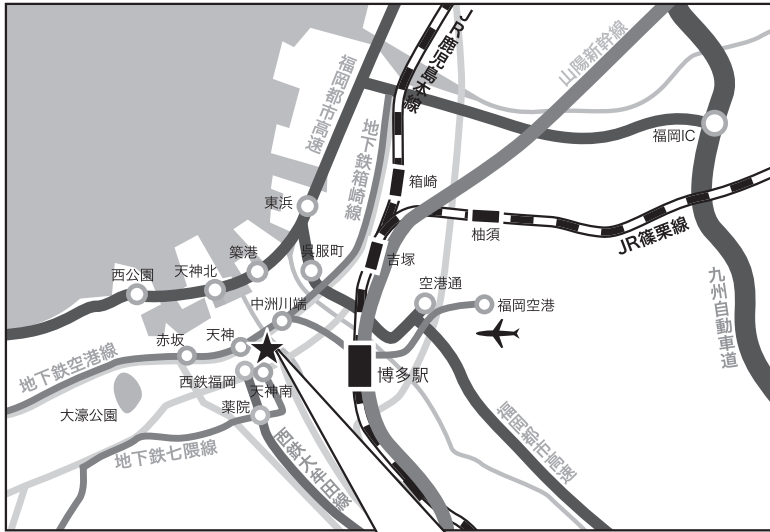 JR鹿児島本線
山陽新幹線
福岡都市高速
地下鉄箱崎線
福岡IC
箱崎
東浜
柚須
JR篠栗線
呉服町
吉塚
築港
天神北
西公園
空港通
福岡空港
中洲川端
九州自動車道
天神
赤坂
地下鉄空港線
博多駅
西鉄福岡
天神南
大濠公園
薬院
福岡都市高速
西鉄大牟田線
地下鉄七隈線